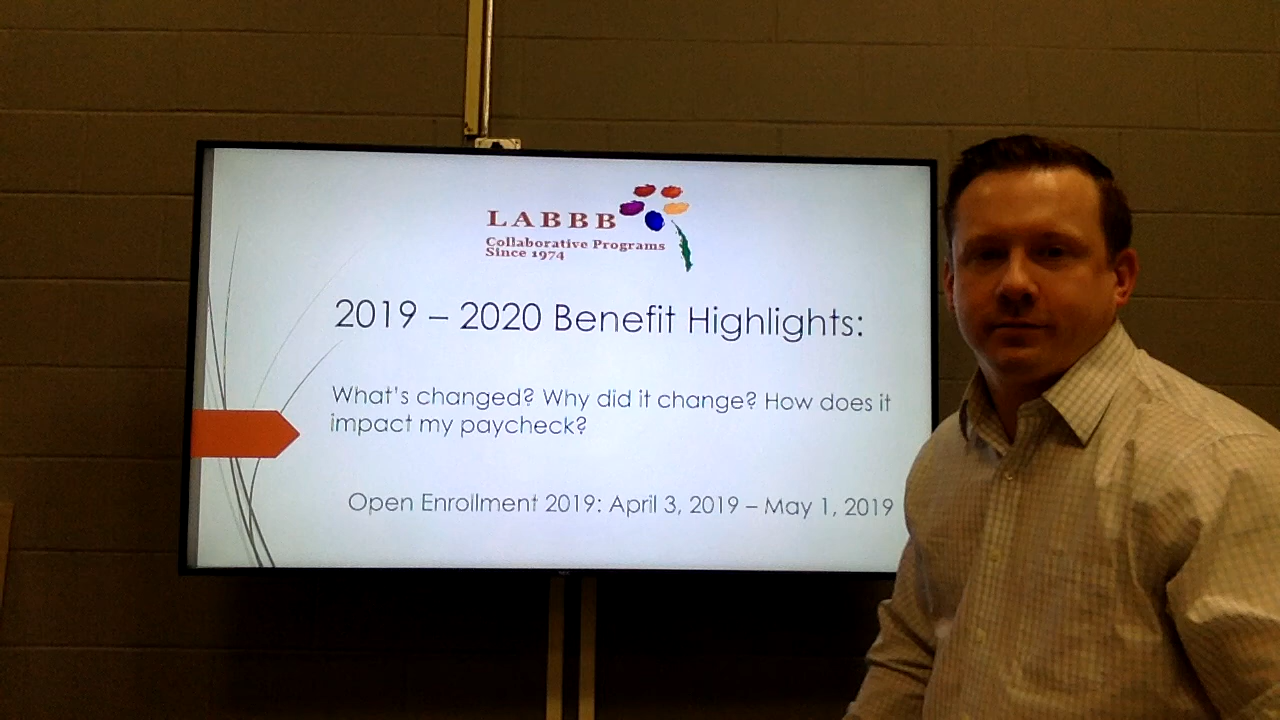 LABBB
Collaborative Programs
Since 1974
2019 – 2020 Benefit Highlights:
What's changed? Why did it change? How does it
impact my paycheck?
Open Enrollment 2019: April 3, 2019 – May 1, 2019